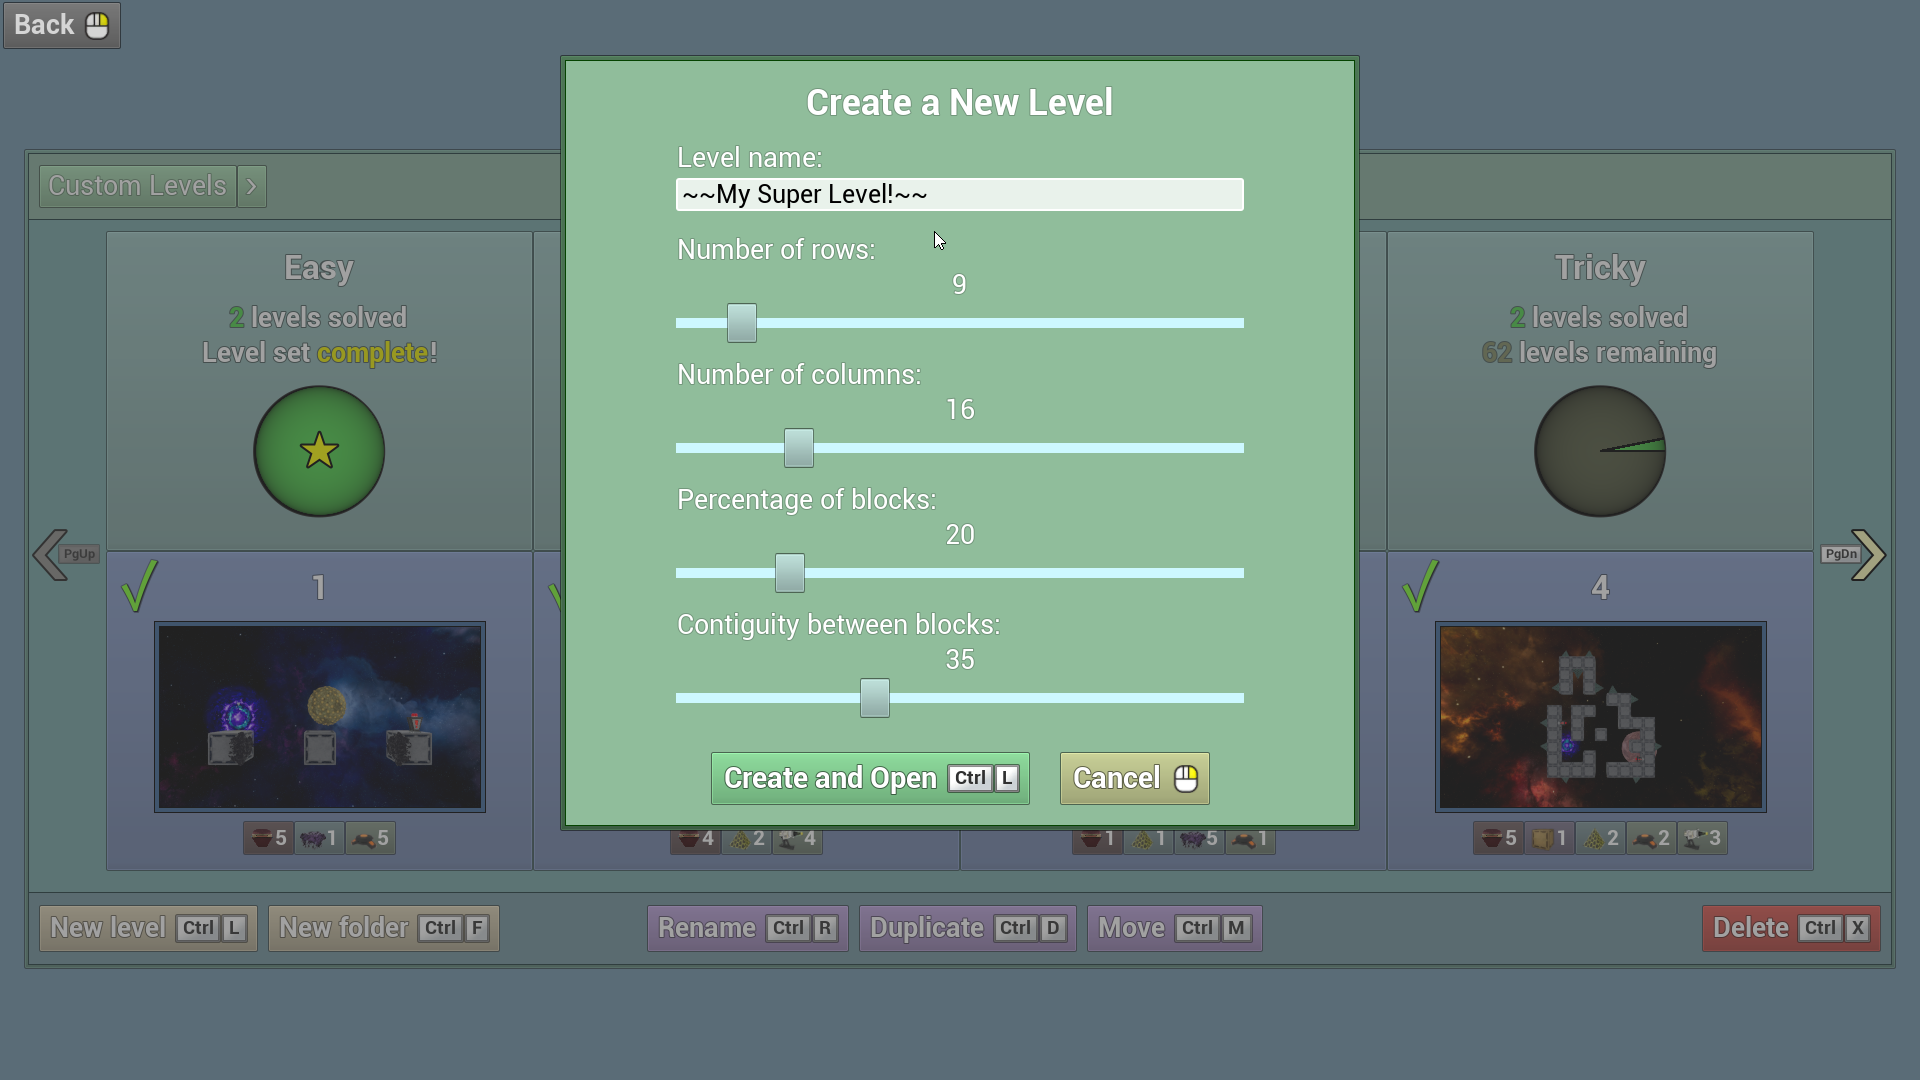 Back
Create a New Level
Level name:
~~My Super Level!~~
Number of rows:
9
Number of columns:
16
Percentage of blocks:
20
Contiguity between blocks:
35
Create and Open Ctrl L
Cancel
Custom Levels >
Easy
2 levels solved
Level set complete!
Tricky
2 levels solved
62 levels remaining
PgUp
PgDn
1
4
5 1 5
4 2 4
1 1 5 1
5 1 2 2 3
New level Ctrl L
New folder Ctrl F
Rename Ctrl R
Duplicate Ctrl D
Move Ctrl M
Delete Ctrl X